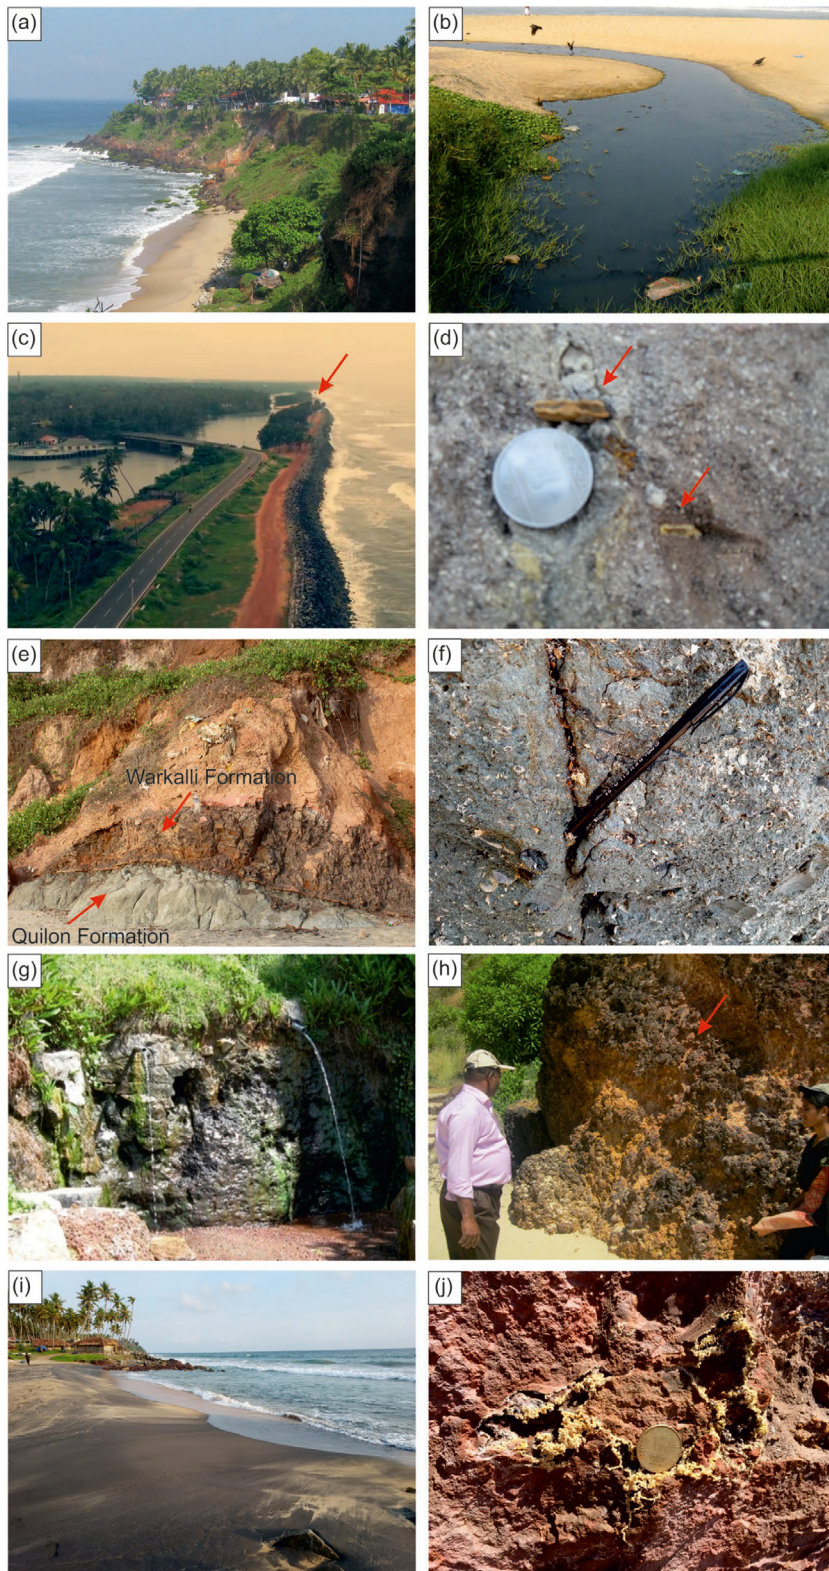 (a)
(b)
(c)
(d)
(e)
Warkalli Formation
Quilon Formation
(f)
(g)
(h)
(i)
(j)